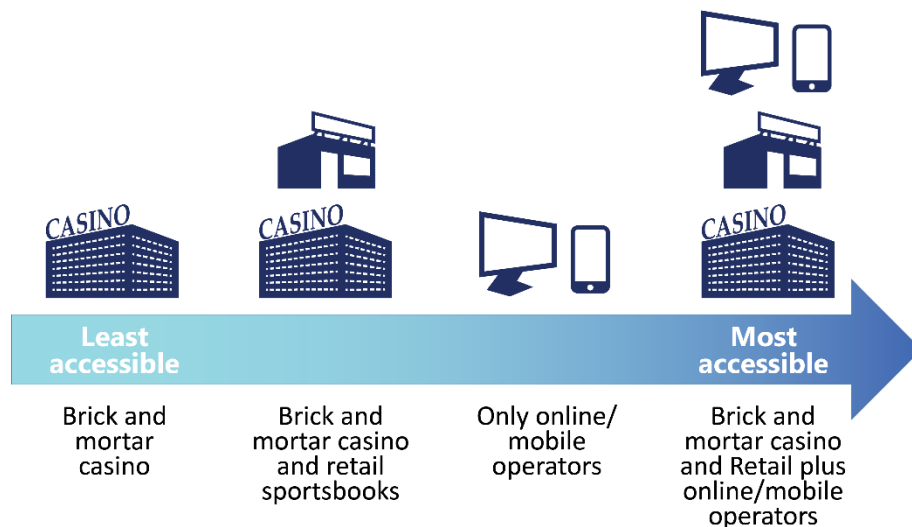 CASINO
CASINO
CASINO
Least
accessible
Most
accessible
Brick and
mortar
casino
Brick and
mortar casino
and retail
sportsbooks
Only online/
mobile
operators
Brick and
mortar casino
and Retail plus
online/mobile
operators